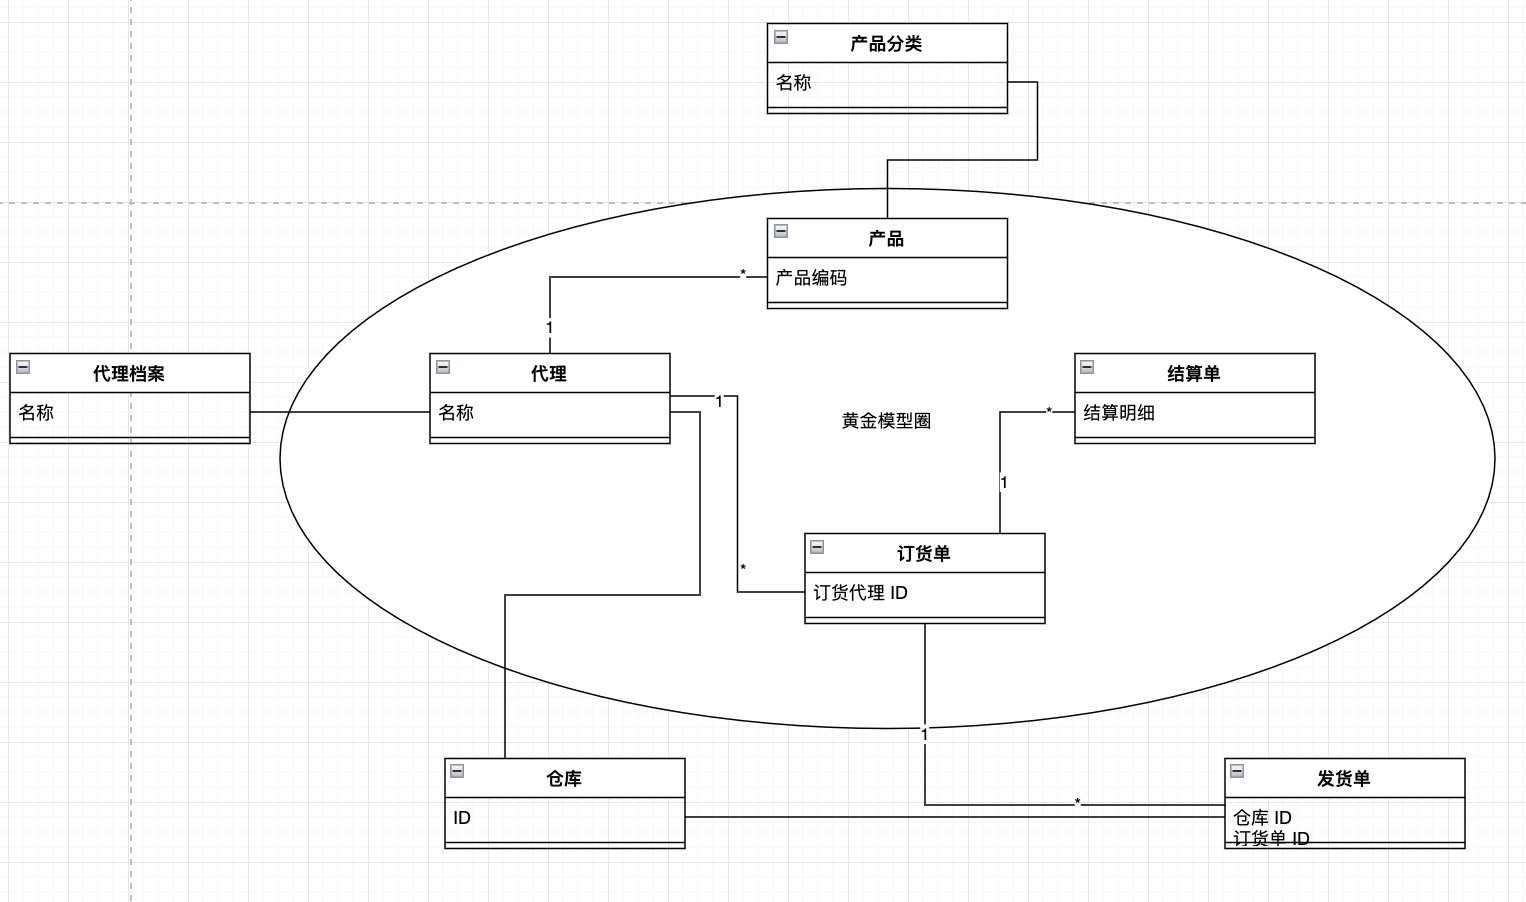 产品分类
名称
产品
产品编码
*
1
代理档案
名称
代理
名称
1
黄金模型圈
结算单
结算明细
*
1
订货单
订货代理 ID
*
1
仓库
ID
发货单
仓库 ID
订货单 ID
*